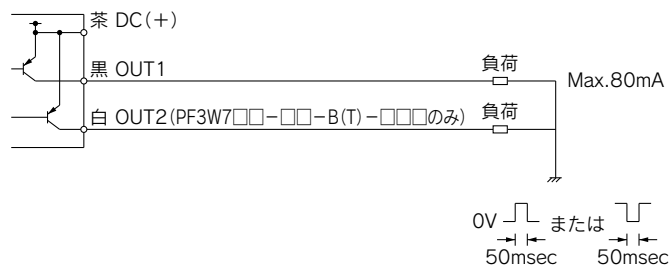 茶 DC(+)
黒 OUT1
負荷
Max.80mA
白 OUT2(PF3W7□□-□□-B(T)-□□□のみ)
負荷
0V
または
50msec
50msec